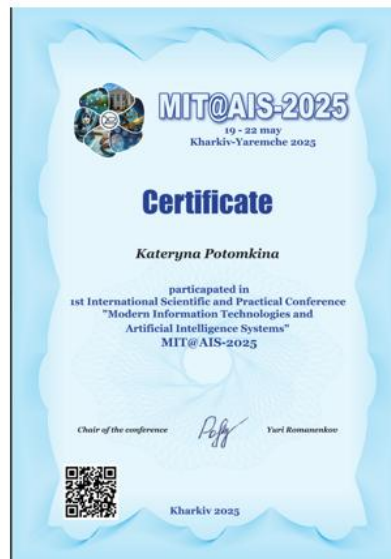 MIT@AIS-2025
19 - 22 may
Kharkiv-Yaremche 2025
Certificate
Kateryna Potomkina
particapated in
1st International Scientific and Practical Conference
"Modern Information Technologies and
Artificial Intelligence Systems"
MIT@AIS-2025
Chair of the conference
Yuri Romanenkov
Kharkiv 2025